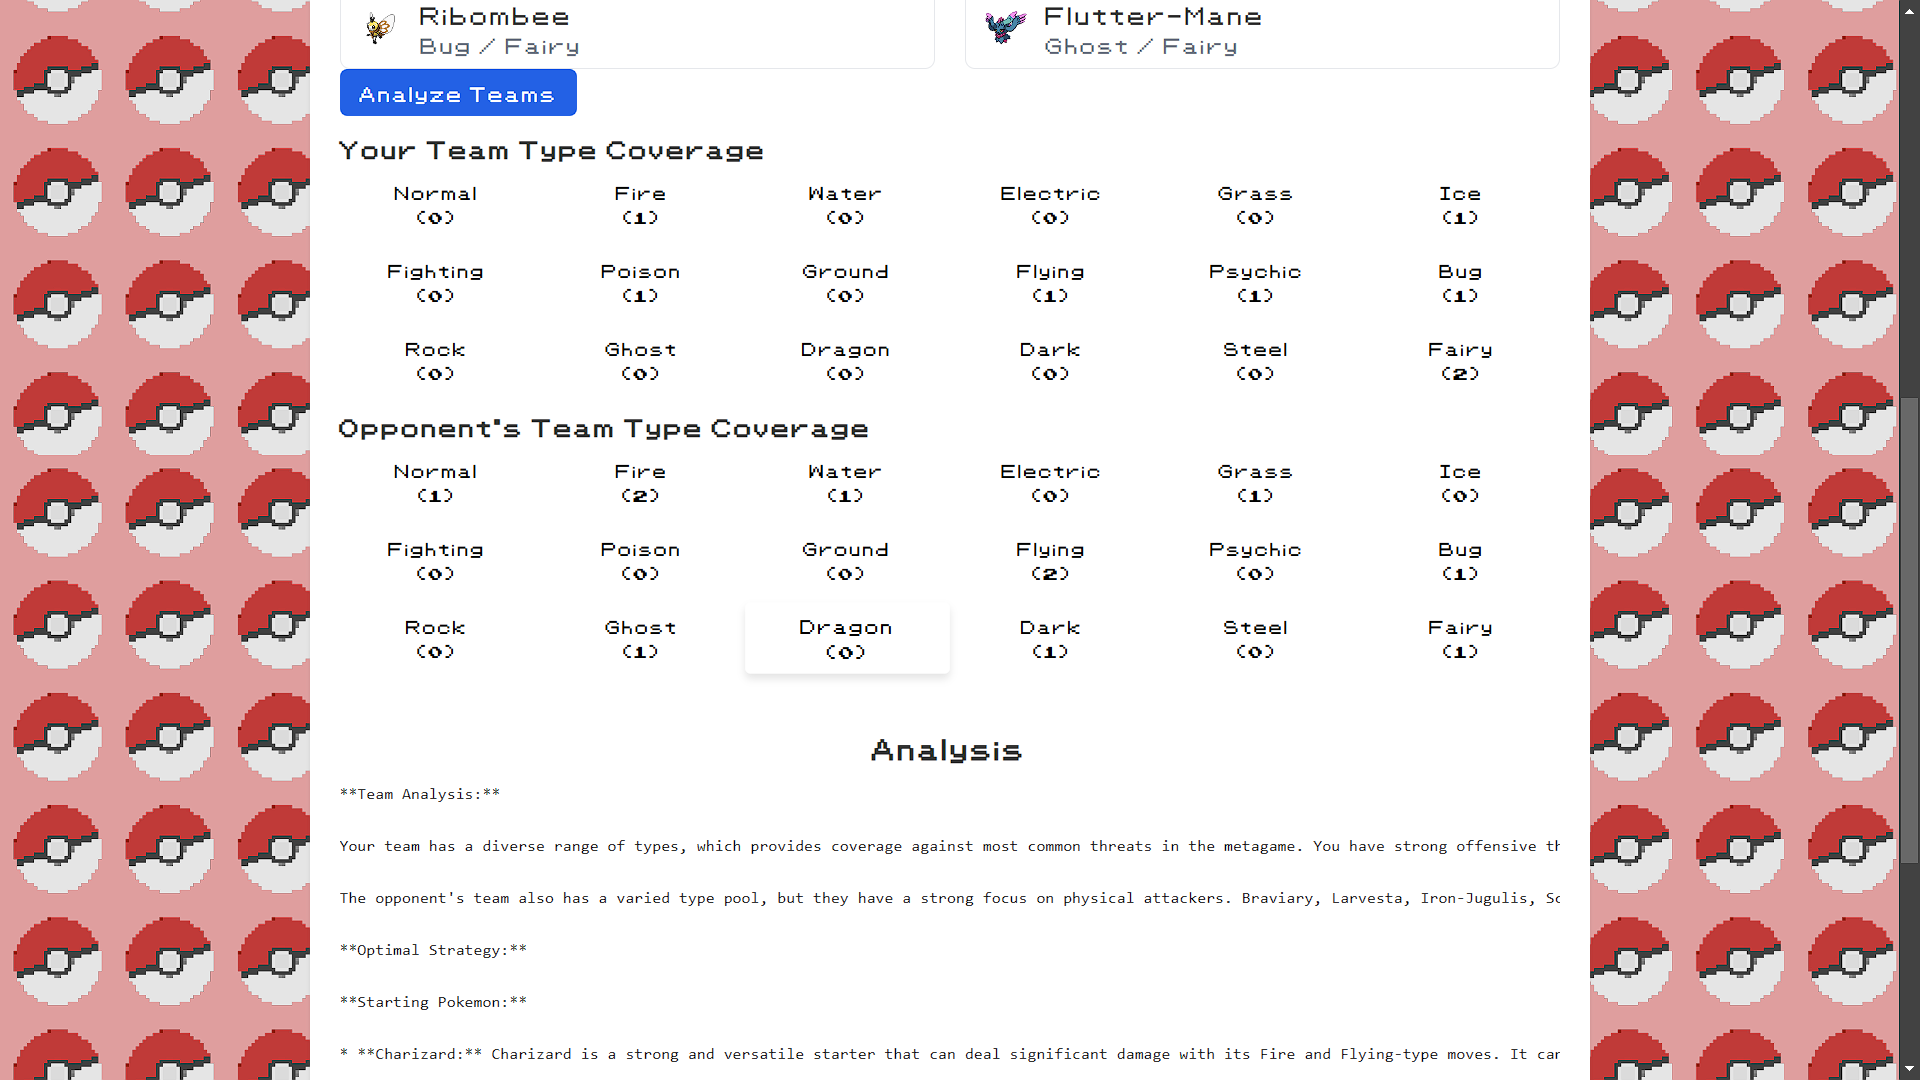 Ribombee
Bug / Fairy
Flutter-Mane
Ghost / Fairy
Analyze Teams
Your Team Type Coverage
Normal Fire Water Electric Grass Ice
(0) (1) (0) (0) (0) (1)
Fighting Poison Ground Flying Psychic Bug
(0) (1) (0) (1) (1) (1)
Rock Ghost Dragon Dark Steel Fairy
(0) (0) (0) (0) (0) (2)
Opponent's Team Type Coverage
Normal Fire Water Electric Grass Ice
(1) (2) (1) (0) (1) (0)
Fighting Poison Ground Flying Psychic Bug
(0) (0) (0) (2) (0) (1)
Rock Ghost Dragon Dark Steel Fairy
(0) (1) (0) (1) (0) (1)
Analysis
**Team Analysis:**
Your team has a diverse range of types, which provides coverage against most common threats in the metagame. You have strong offensive th
The opponent's team also has a varied type pool, but they have a strong focus on physical attackers. Braviary, Larvesta, Iron-Jugulis, Sc
**Optimal Strategy:**
**Starting Pokemon:**
* **Charizard:** Charizard is a strong and versatile starter that can deal significant damage with its Fire and Flying-type moves. It can